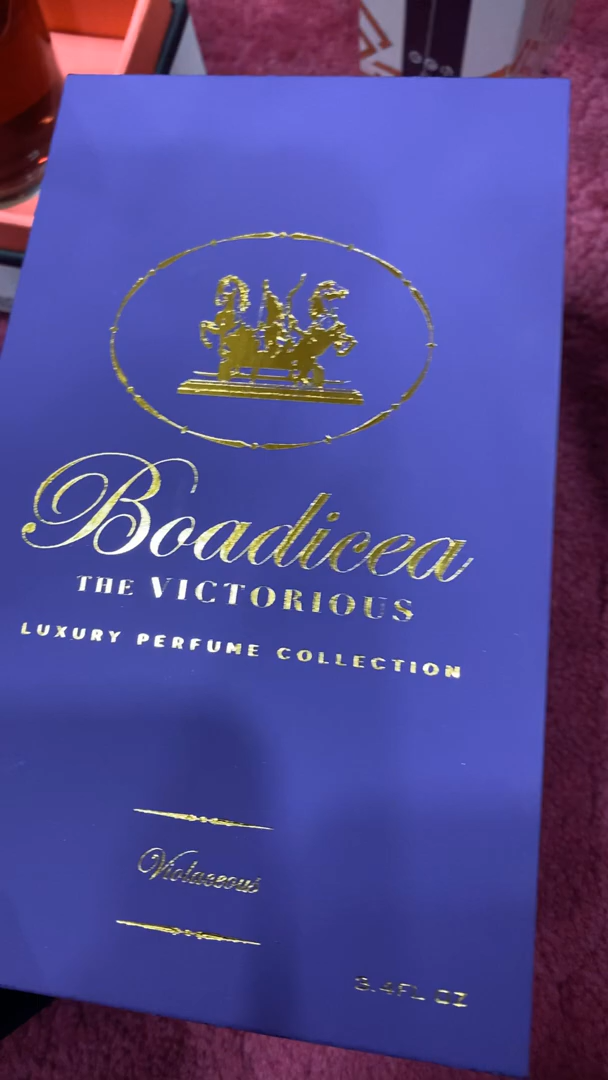 Boadicea
THE VICTORIOUS
LUXURY PERFUME COLLECTION
Violaceous
3.4FL OZ